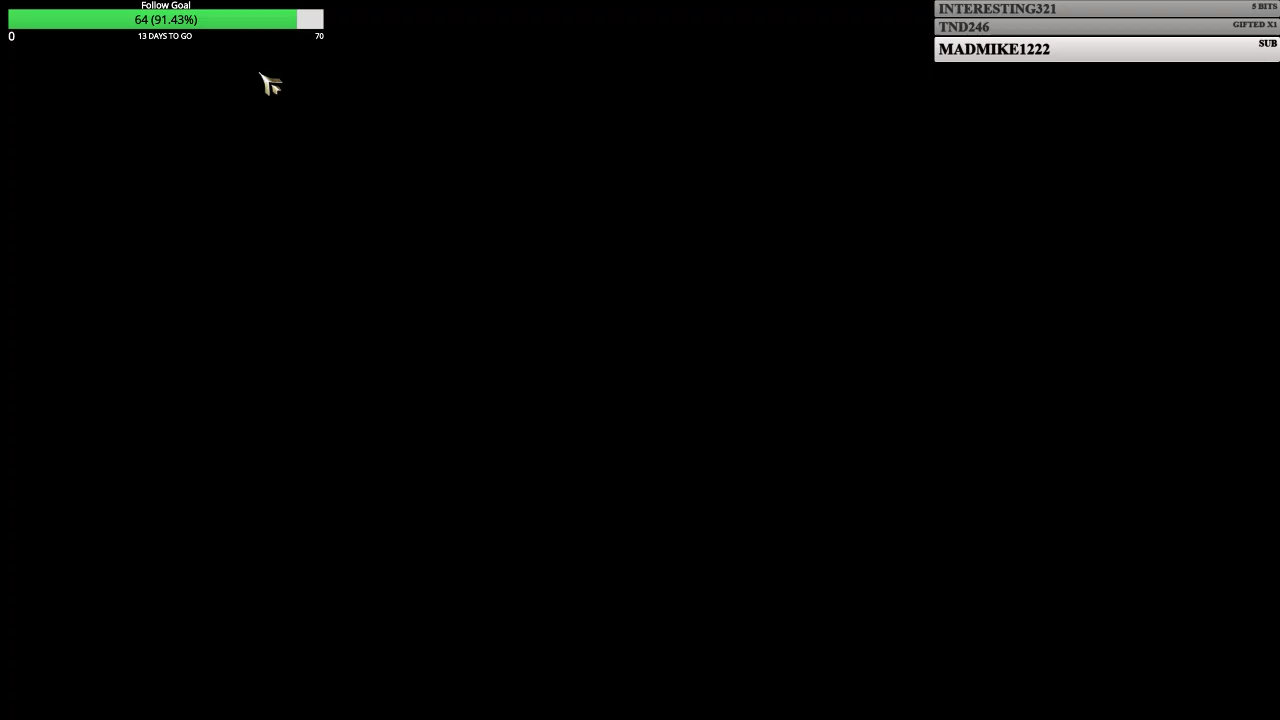 Follow Goal
64 (91.43%)
0 13 DAYS TO GO 70
INTERESTING321 5 BITS
TND246 GIFTED X1
MADMIKE1222 SUB